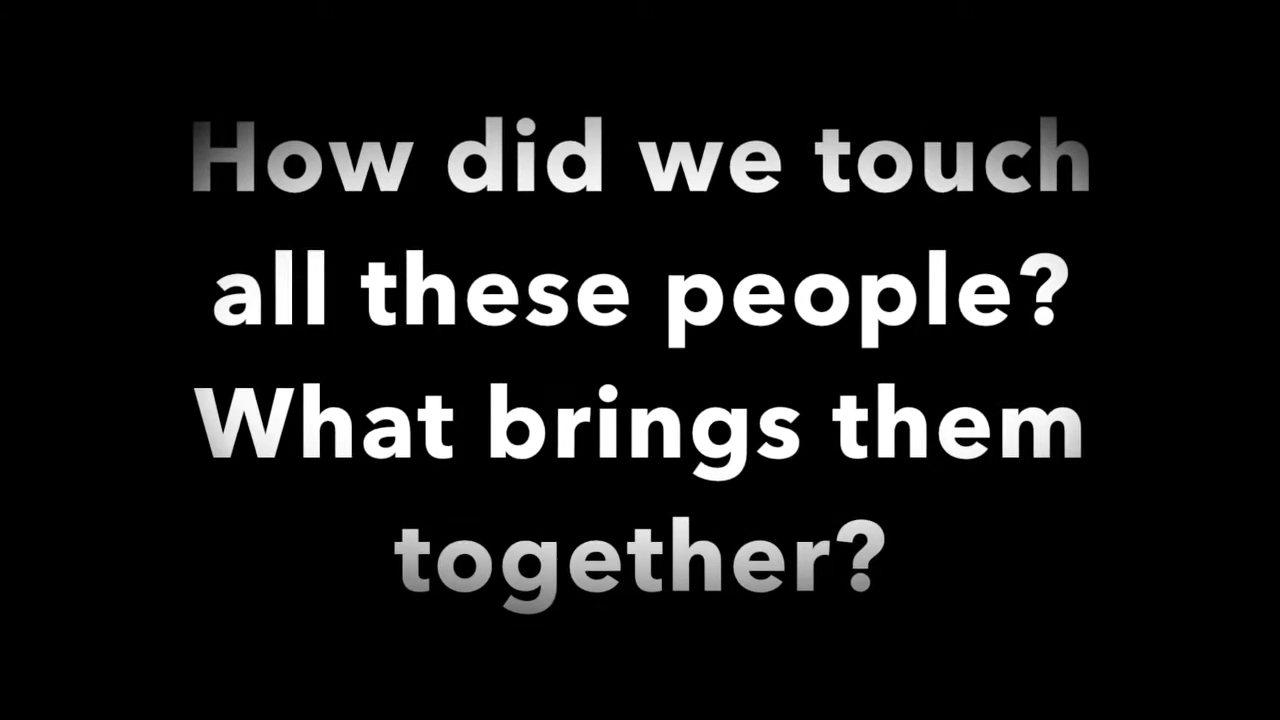 How did we touch
all these people?
What brings them
together?